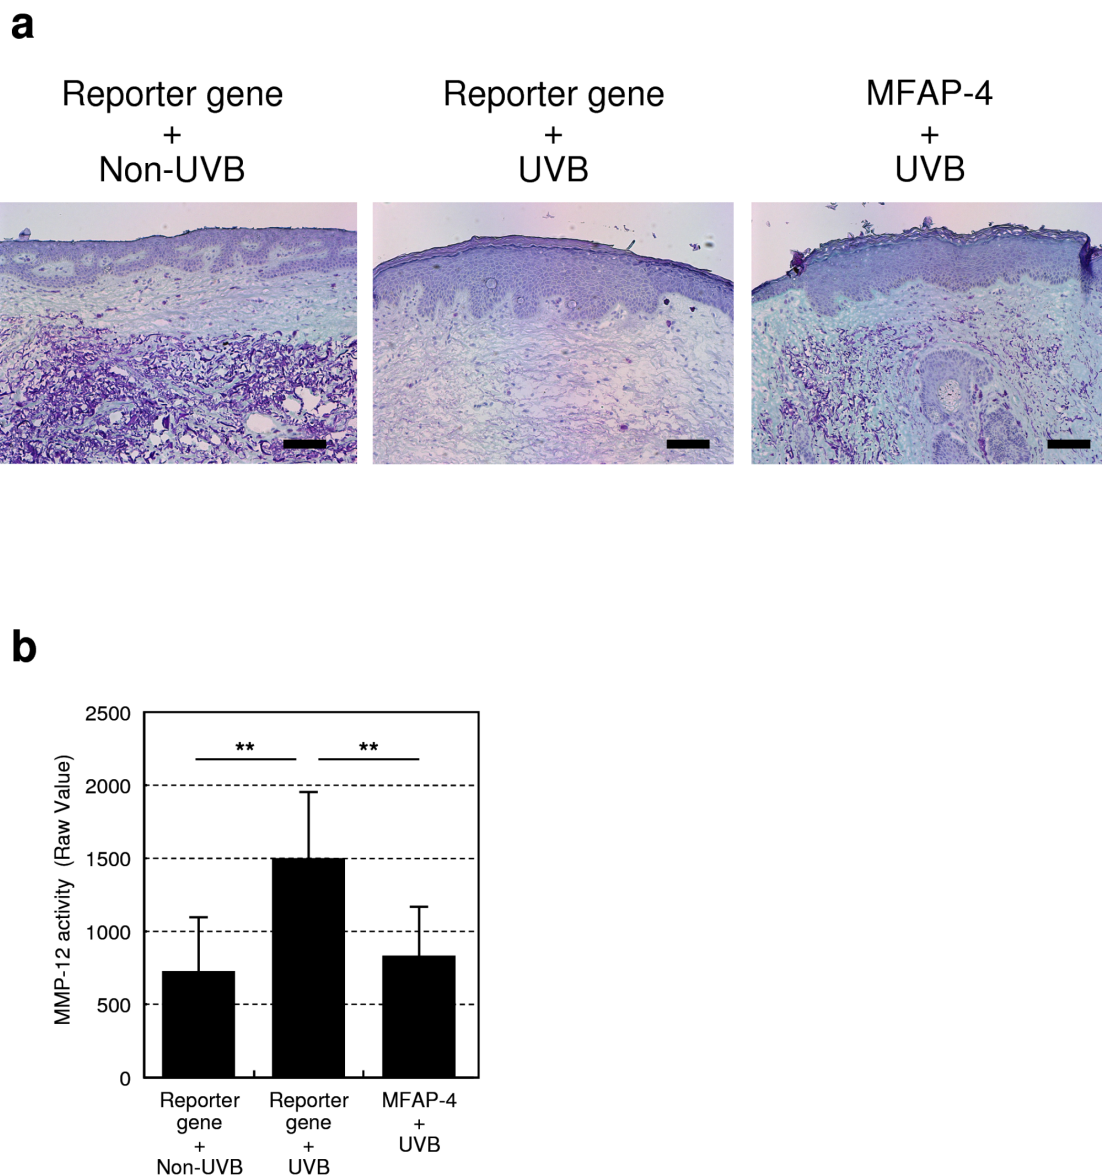 a
Reporter gene
+
Non-UVB
Reporter gene
+
UVB
MFAP-4
+
UVB
b
MMP-12 activity (Raw Value)
2500
2000
1500
1000
500
0
**
**
Reporter
gene
+
Non-UVB
Reporter
gene
+
UVB
MFAP-4
+
UVB